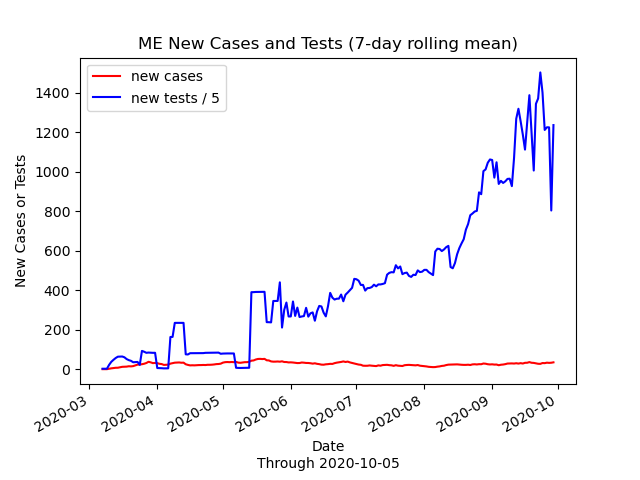 ME New Cases and Tests (7-day rolling mean)
new cases
new tests / 5
New Cases or Tests
1400
1200
1000
800
600
400
200
0
2020-03
2020-04
2020-05
2020-06
2020-07
2020-08
2020-09
2020-10
Date
Through 2020-10-05